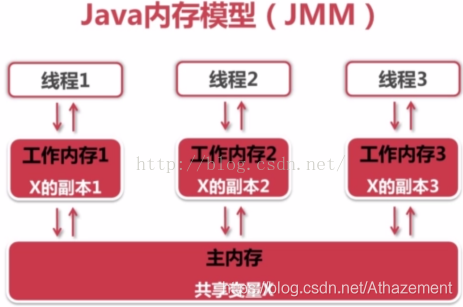 Java内存模型（JMM）
线程1
线程2
线程3
工作内存1
X的副本1
工作内存2
X的副本2
工作内存3
X的副本3
http://blog.csdn.net/
主内存
共享变量X
https://blog.csdn.net/Athazement